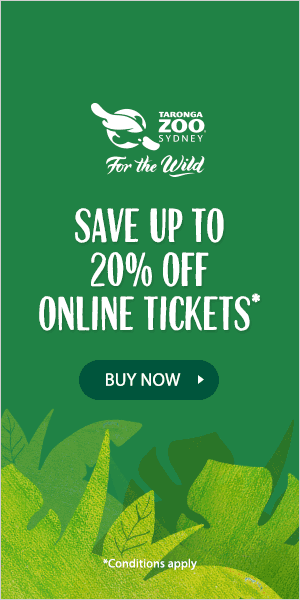 TARONGA
ZOO
SYDNEY
For the Wild
SAVE UP TO
20% OFF
ONLINE TICKETS*
BUY NOW
*Conditions apply